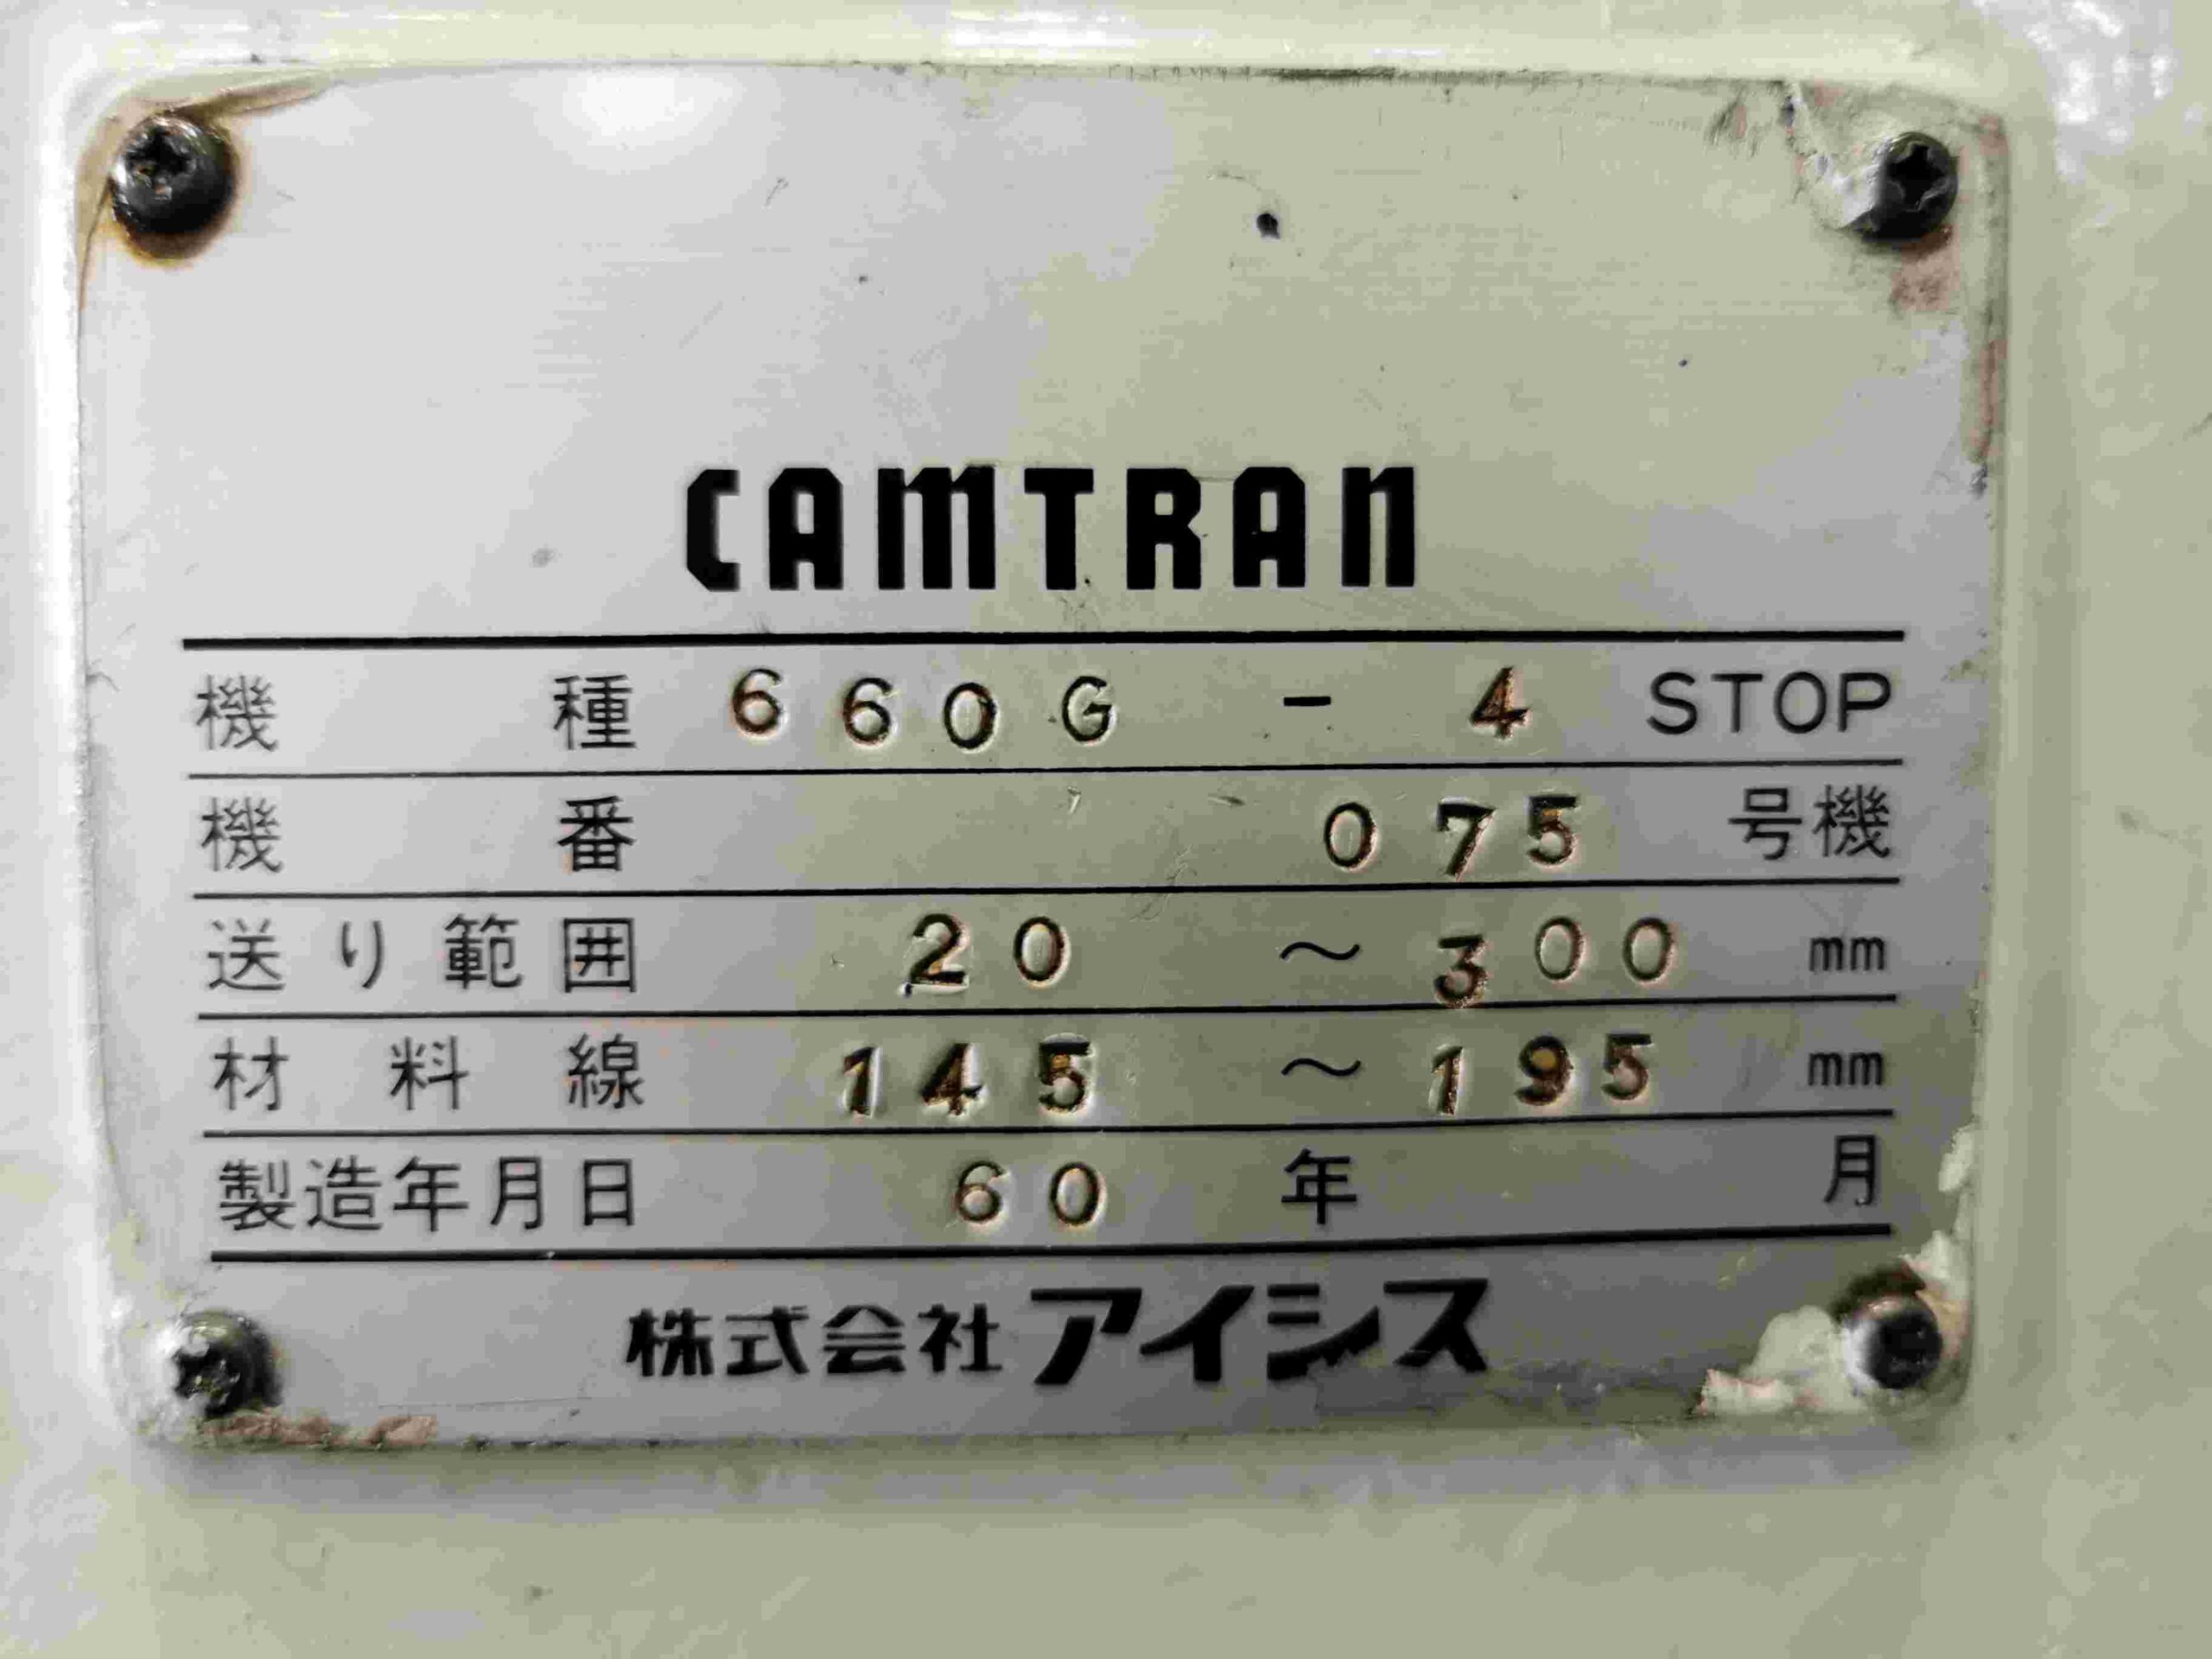 CAMTRAN
機種 660G - 4 STOP
機番 075 号機
送り範囲 20 ～ 300 mm
材料線 145 ～ 195 mm
製造年月日 60 年 月
株式会社アイシス